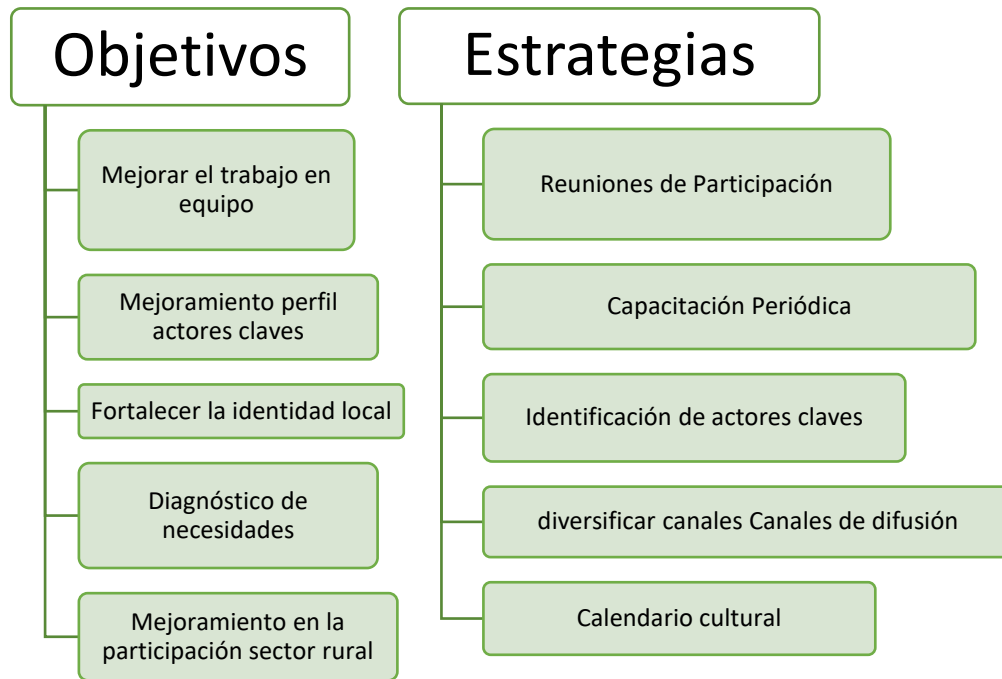 Objetivos
Mejorar el trabajo en
equipo
Mejoramiento perfil
actores claves
Fortalecer la identidad local
Diagnóstico de
necesidades
Mejoramiento en la
participación sector rural
Estrategias
Reuniones de Participación
Capacitación Periódica
Identificación de actores claves
diversificar canales Canales de difusión
Calendario cultural